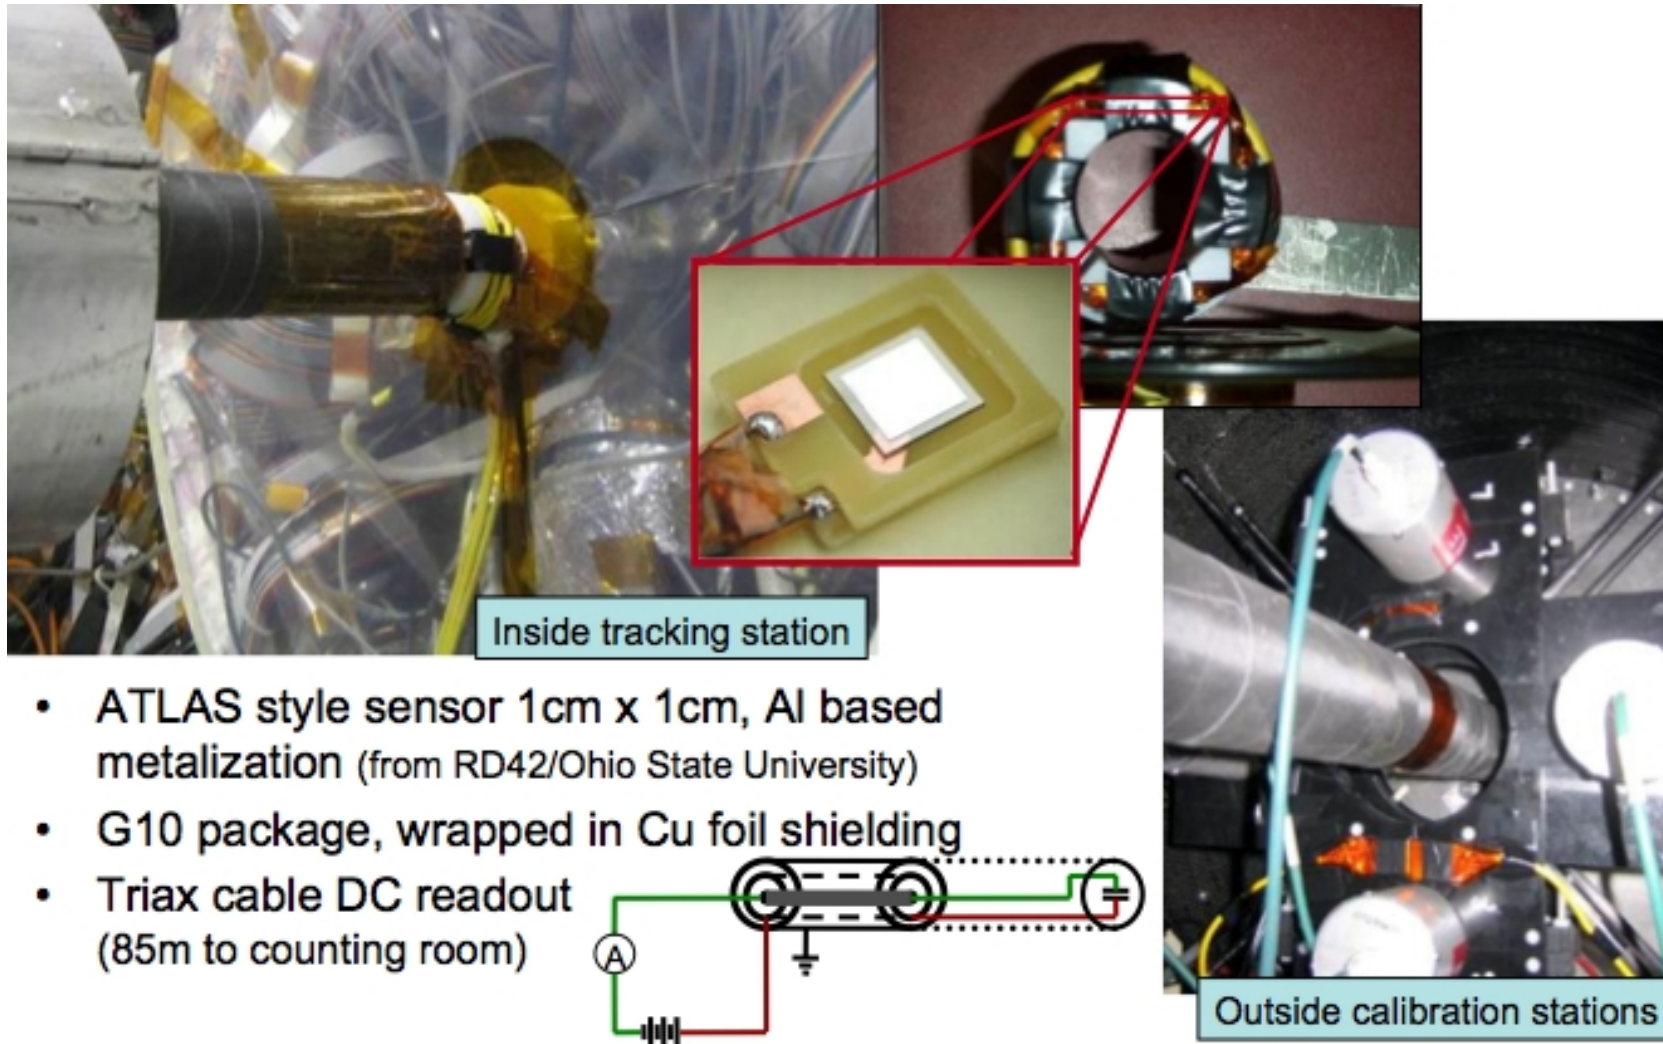 Inside tracking station
• ATLAS style sensor 1cm x 1cm, Al based
metalization (from RD42/Ohio State University)
• G10 package, wrapped in Cu foil shielding
• Triax cable DC readout
(85m to counting room)
A
Outside calibration stations